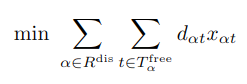 min ∑_{α∈R^{dis}} ∑_{t∈T_α^{free}} d_{αt} x_{αt}